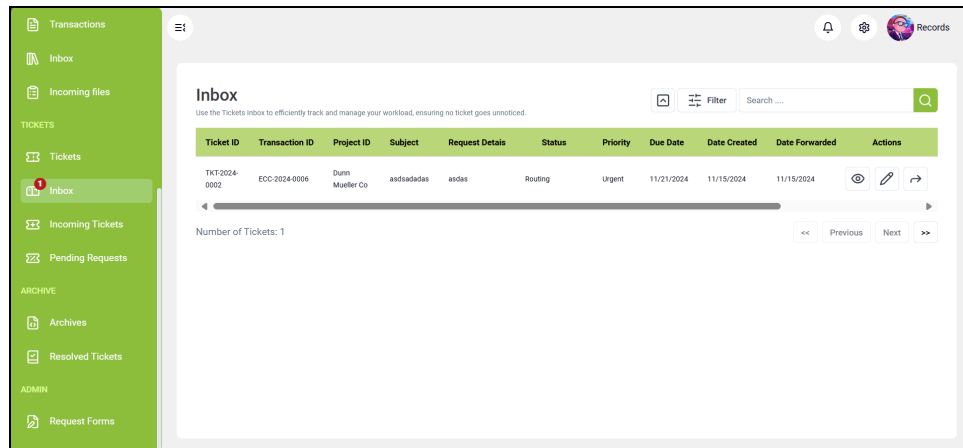 Transactions
Inbox
Incoming files
TICKETS
Tickets
1
Inbox
Incoming Tickets
Pending Requests
ARCHIVE
Archives
Resolved Tickets
ADMIN
Request Forms
Records
Inbox
Use the Tickets Inbox to efficiently track and manage your workload, ensuring no ticket goes unnoticed.
Filter
Search ....
Ticket ID Transaction ID Project ID Subject Request Detais Status Priority Due Date Date Created Date Forwarded Actions
TKT-2024-0002 ECC-2024-0006 Dunn Mueller Co asdsadadas asdas Routing Urgent 11/21/2024 11/15/2024 11/15/2024
Number of Tickets: 1
<< Previous Next >>